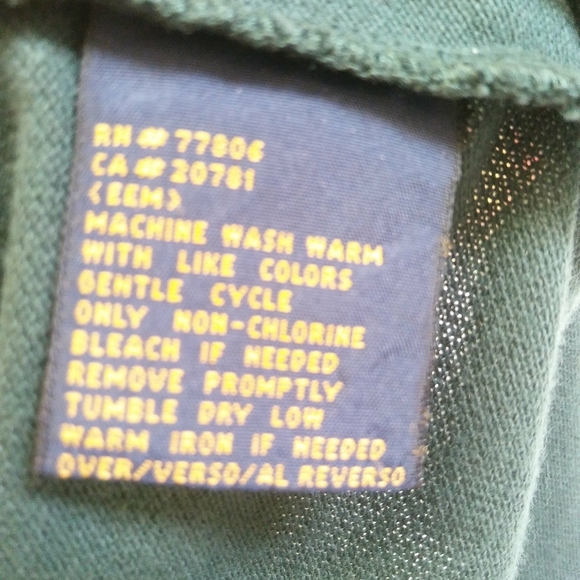 RN # 77806
CA # 20781
<EEM>
MACHINE WASH WARM
WITH LIKE COLORS
GENTLE CYCLE
ONLY NON-CHLORINE
BLEACH IF NEEDED
REMOVE PROMPTLY
TUMBLE DRY LOW
WARM IRON IF NEEDED
OVER/VERSO/AL REVERSO